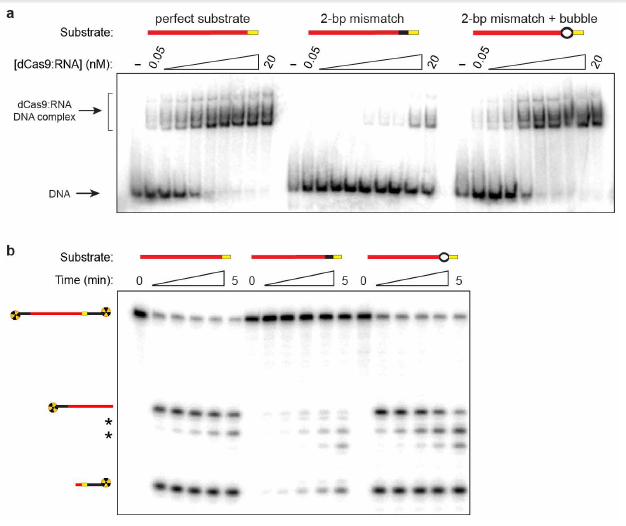 a
perfect substrate 2-bp mismatch 2-bp mismatch + bubble
Substrate:
[dCas9:RNA] (nM): – 0.05 20 – 0.05 20 – 0.05 20
dCas9:RNA
DNA complex
DNA
b
Substrate:
Time (min): 0 5 0 5 0 5
*
*